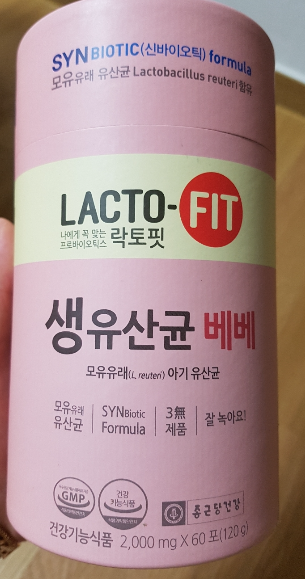 SYNBIOTIC(신바이오틱) formula
모유유래 유산균 Lactobacillus reuteri 함유
LACTO-FIT
나에게 꼭 맞는
프로바이오틱스 락토핏
생유산균 베베
모유유래(L. reuteri) 아기 유산균
모유유래 유산균
SYNBiotic Formula
3無 제품
잘 녹아요!
GMP
건강
기능식품
종근당건강
건강기능식품 2,000 mg X 60 포 (120 g)